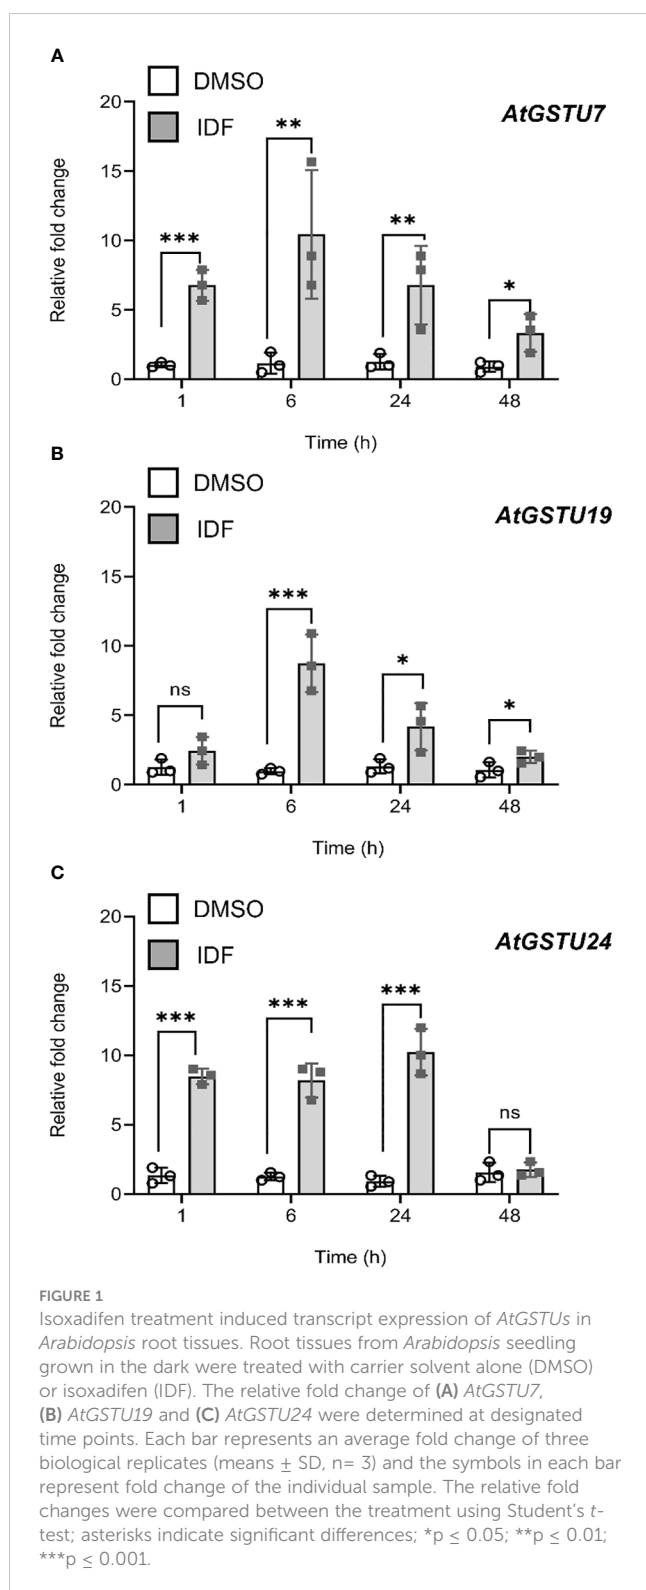 A
DMSO
IDF
AtGSTU7
Relative fold change
20
15
10
5
0
***
**
**
*
1 6 24 48
Time (h)
B
DMSO
IDF
AtGSTU19
Relative fold change
20
15
10
5
0
ns
***
*
*
1 6 24 48
Time (h)
C
DMSO
IDF
AtGSTU24
Relative fold change
20
15
10
5
0
***
***
***
ns
1 6 24 48
Time (h)
FIGURE 1
Isoxadifen treatment induced transcript expression of AtGSTUs in
Arabidopsis root tissues. Root tissues from Arabidopsis seedling
grown in the dark were treated with carrier solvent alone (DMSO)
or isoxadifen (IDF). The relative fold change of (A) AtGSTU7,
(B) AtGSTU19 and (C) AtGSTU24 were determined at designated
time points. Each bar represents an average fold change of three
biological replicates (means ± SD, n= 3) and the symbols in each bar
represent fold change of the individual sample. The relative fold
changes were compared between the treatment using Student’s t-
test; asterisks indicate significant differences; *p ≤ 0.05; **p ≤ 0.01;
***p ≤ 0.001.